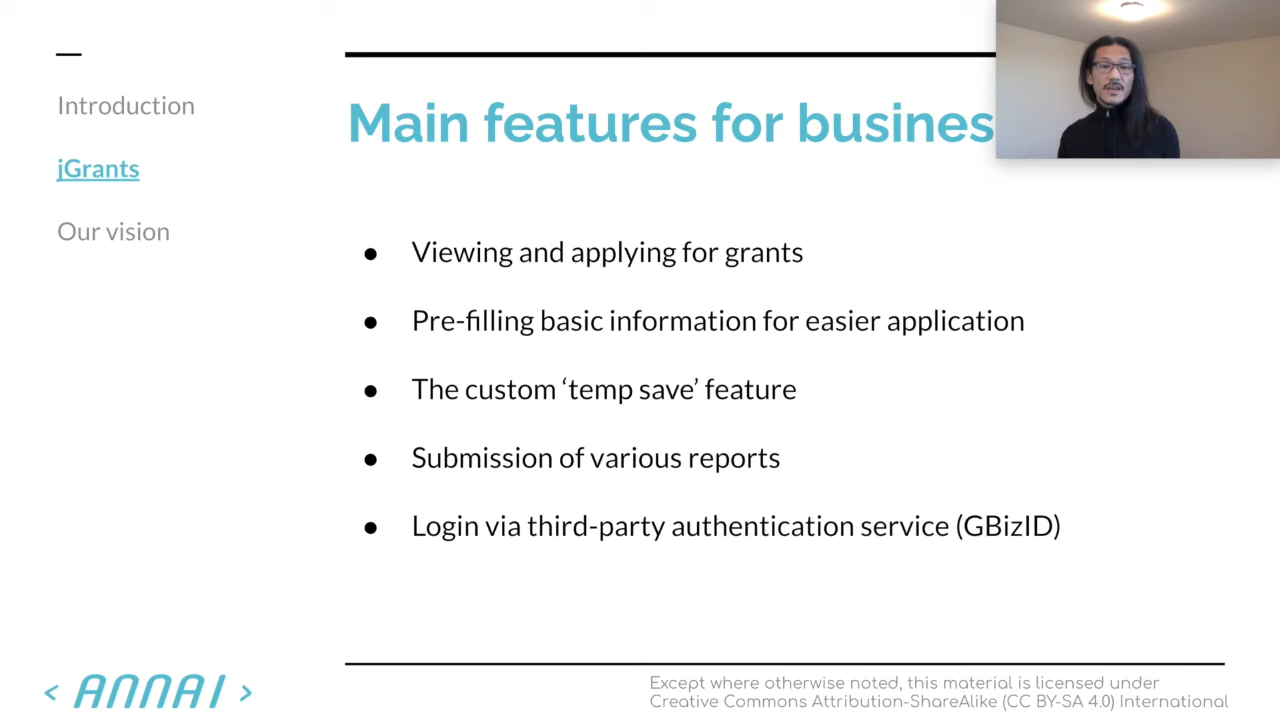 Introduction
jGrants
Our vision
Main features for busines
● Viewing and applying for grants
● Pre-filling basic information for easier application
● The custom ‘temp save’ feature
● Submission of various reports
● Login via third-party authentication service (GBizID)
< ANNAI >
Except where otherwise noted, this material is licensed under
Creative Commons Attribution-ShareAlike (CC BY-SA 4.0) International